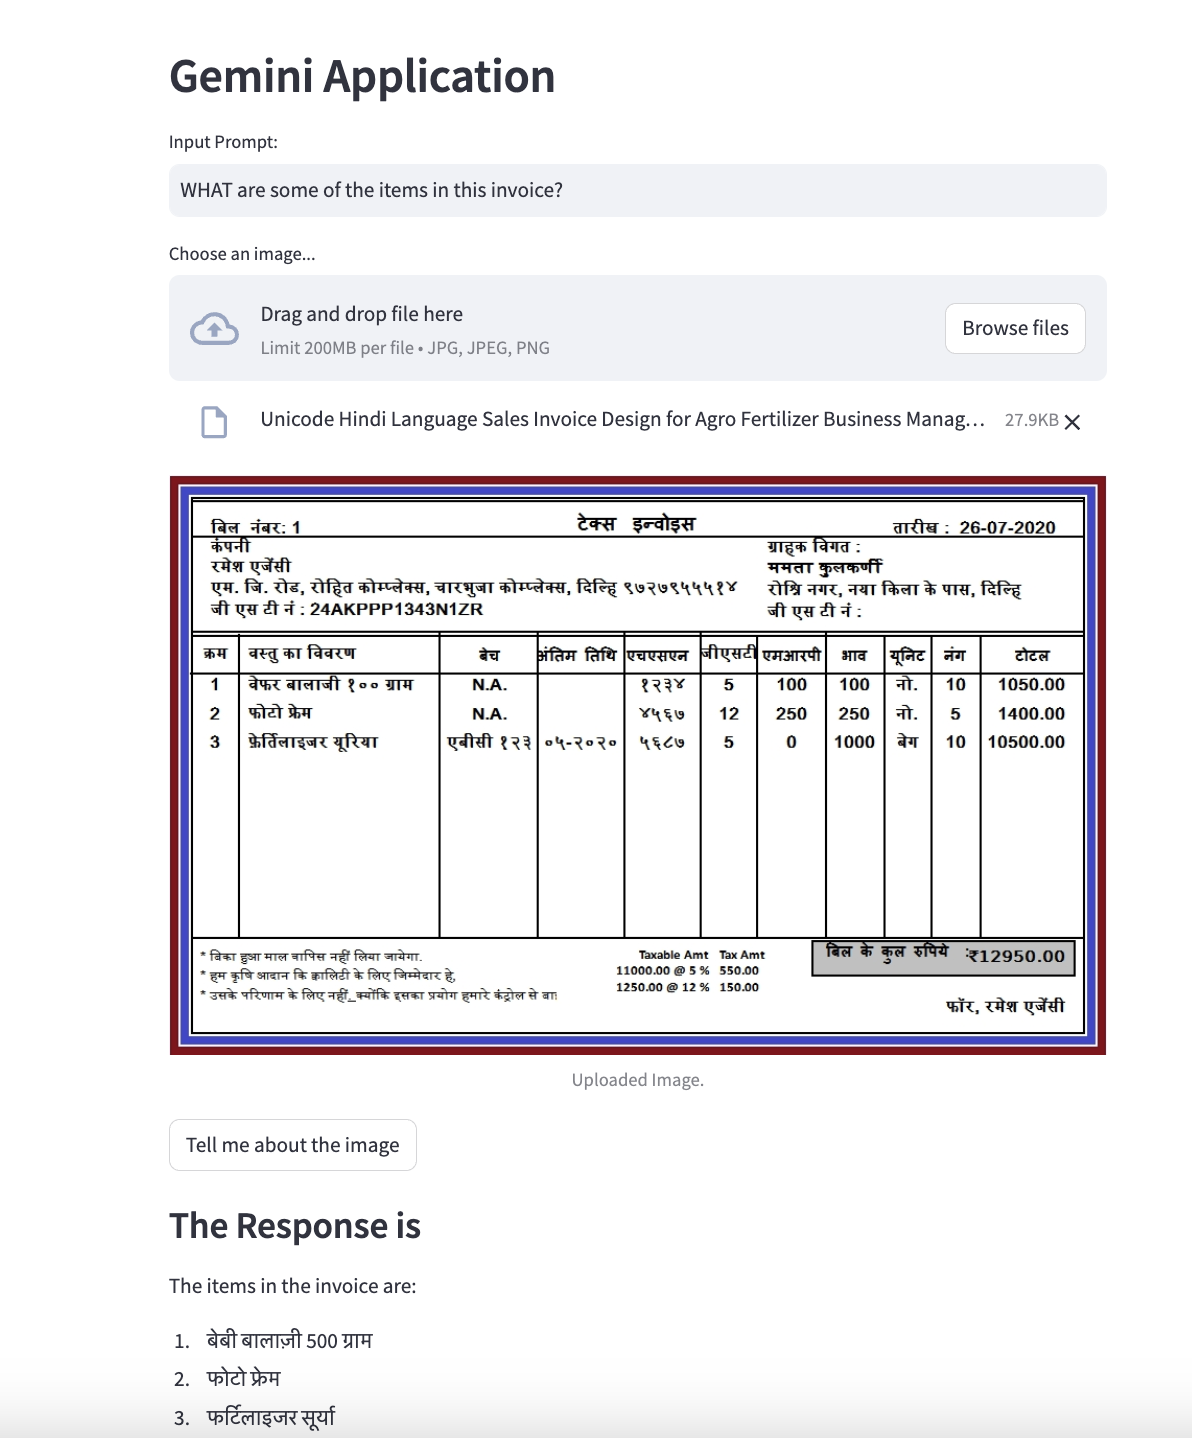 Gemini Application
Input Prompt:
WHAT are some of the items in this invoice?
Choose an image...
Drag and drop file here
Limit 200MB per file • JPG, JPEG, PNG
Browse files
Unicode Hindi Language Sales Invoice Design for Agro Fertilizer Business Manag... 27.9KB
बिल नंबर: 1 टेक्स इन्वोइस तारीख : 26-07-2020
कंपनी ग्राहक विगत :
रमेश एजेंसी ममता कुलकर्णी
एम. जि. रोड, रोहित कोम्प्लेक्स, चारभुजा कोम्प्लेक्स, दिल्हि ९७२७९५५५१४ रोश्रि नगर, नया किला के पास, दिल्हि
जी एस टी नं : 24AKPPP1343N1ZR जी एस टी नं :
क्रम वस्तु का विवरण बेच अंतिम तिथि एचएसएन जीएसटी एमआरपी भाव यूनिट नंग टोटल
1 वेफर बालाजी १०० ग्राम N.A. १२३४ 5 100 100 नो. 10 1050.00
2 फोटो फ्रेम N.A. ४५६७ 12 250 250 नो. 5 1400.00
3 फ़ेर्तिलाइजर यूरिया एबीसी १२३ ०५-२०२० ५६८७ 5 0 1000 बेग 10 10500.00
* बिका हुआ माल वापिस नहीं लिया जायेगा. Taxable Amt Tax Amt बिल के कुल रुपिये :₹12950.00
* हम कृषि आदान कि क्वालिटी के लिए जिम्मेदार हे, 11000.00 @ 5 % 550.00
* उसके परिणाम के लिए नहीं, क्योंकि इसका प्रयोग हमारे कंट्रोल से 1250.00 @ 12 % 150.00
फॉर, रमेश एजेंसी
Uploaded Image.
Tell me about the image
The Response is
The items in the invoice are:
1. बेबी बालाज़ी 500 ग्राम
2. फोटो फ्रेम
3. फर्टिलाइजर सूर्या